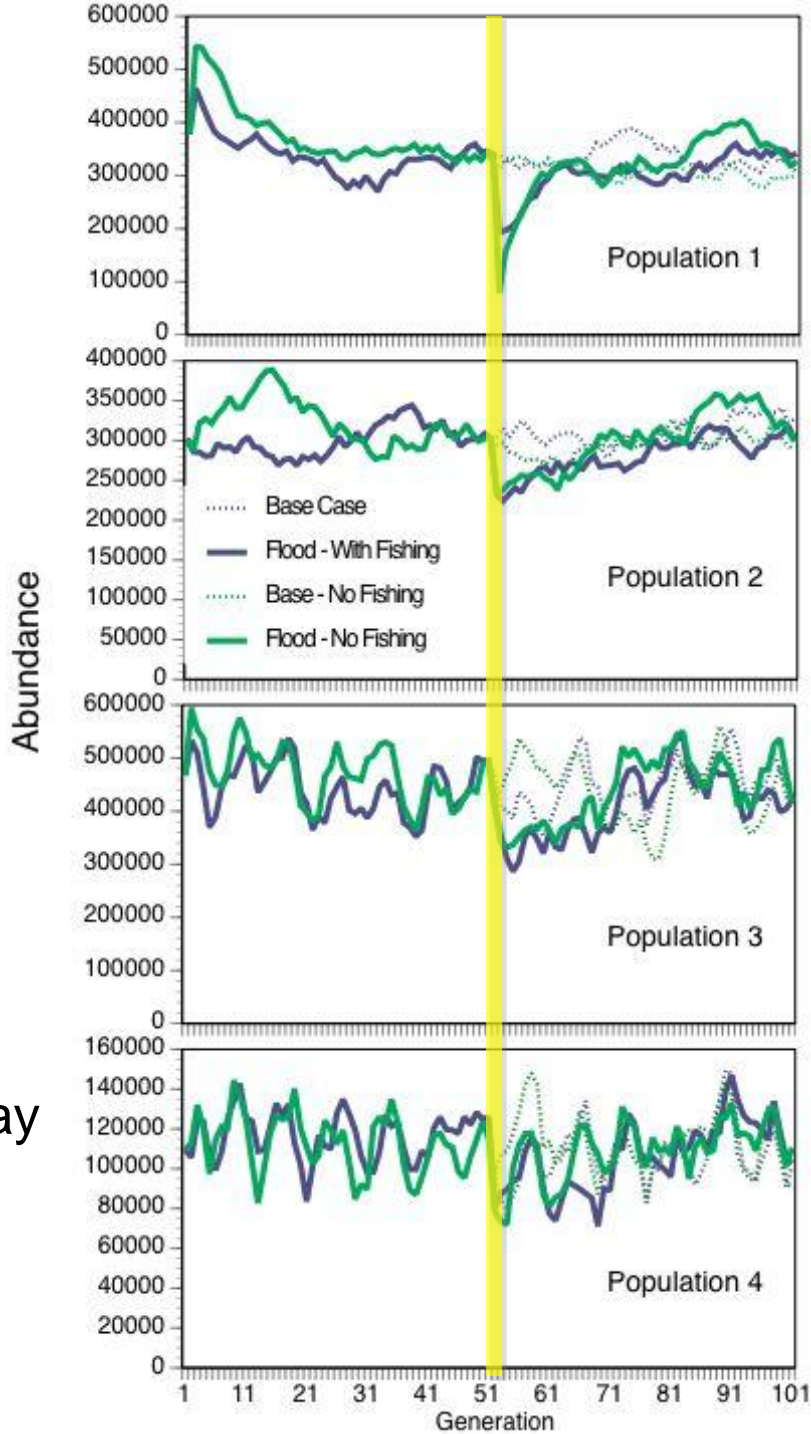 600000
500000
400000
300000
200000
100000
0
Population 1
400000
350000
300000
250000
200000
150000
100000
50000
0
Base Case
Flood - With Fishing
Base - No Fishing
Flood - No Fishing
Population 2
Abundance
600000
500000
400000
300000
200000
100000
0
Population 3
ay
160000
140000
120000
100000
80000
60000
40000
20000
0
Population 4
1 11 21 31 41 51 61 71 81 91 101
Generation